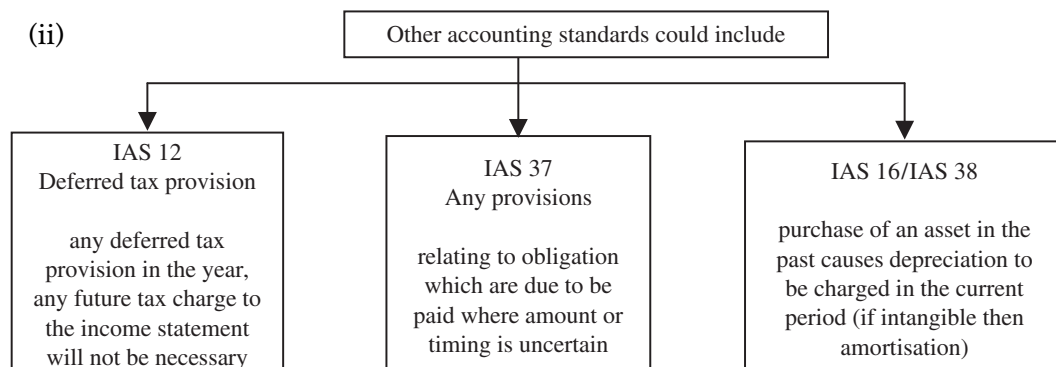 (ii)
Other accounting standards could include
IAS 12
Deferred tax provision
any deferred tax
provision in the year,
any future tax charge to
the income statement
will not be necessary
IAS 37
Any provisions
relating to obligation
which are due to be
paid where amount or
timing is uncertain
IAS 16/IAS 38
purchase of an asset in the
past causes depreciation to
be charged in the current
period (if intangible then
amortisation)